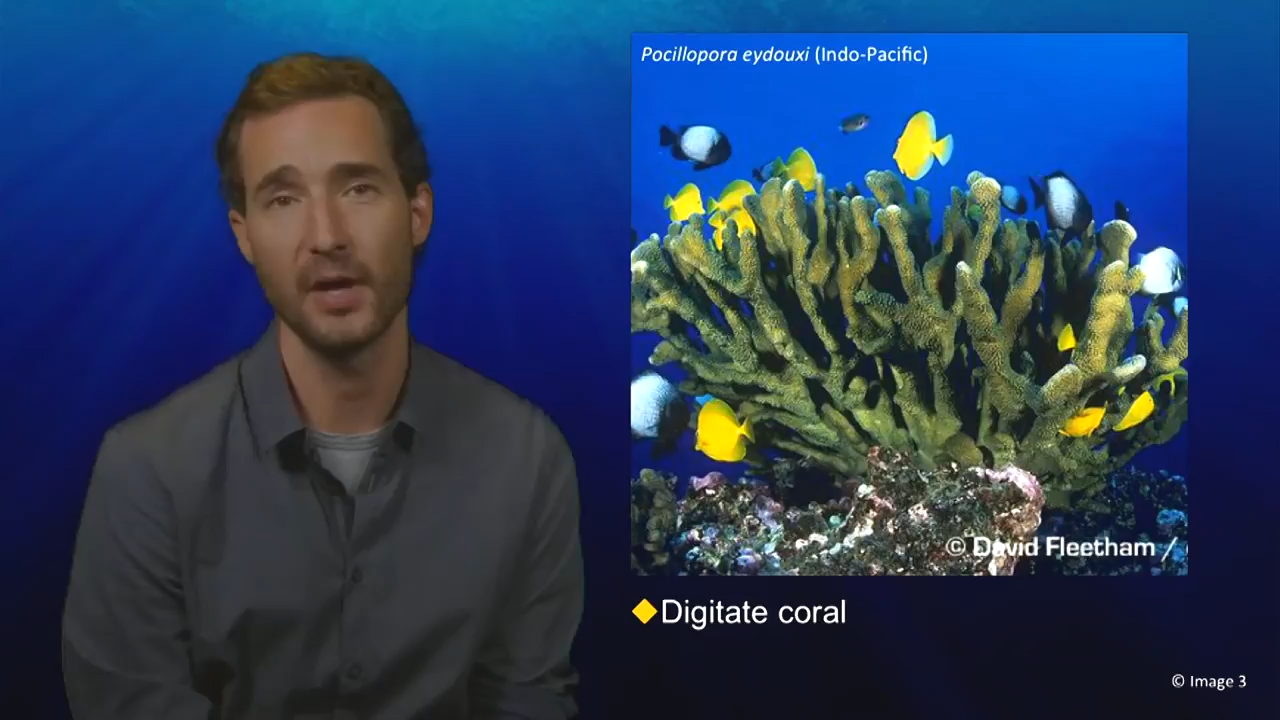 Pocillopora eydouxi (Indo-Pacific)
© David Fleetham /
◆Digitate coral
© Image 3